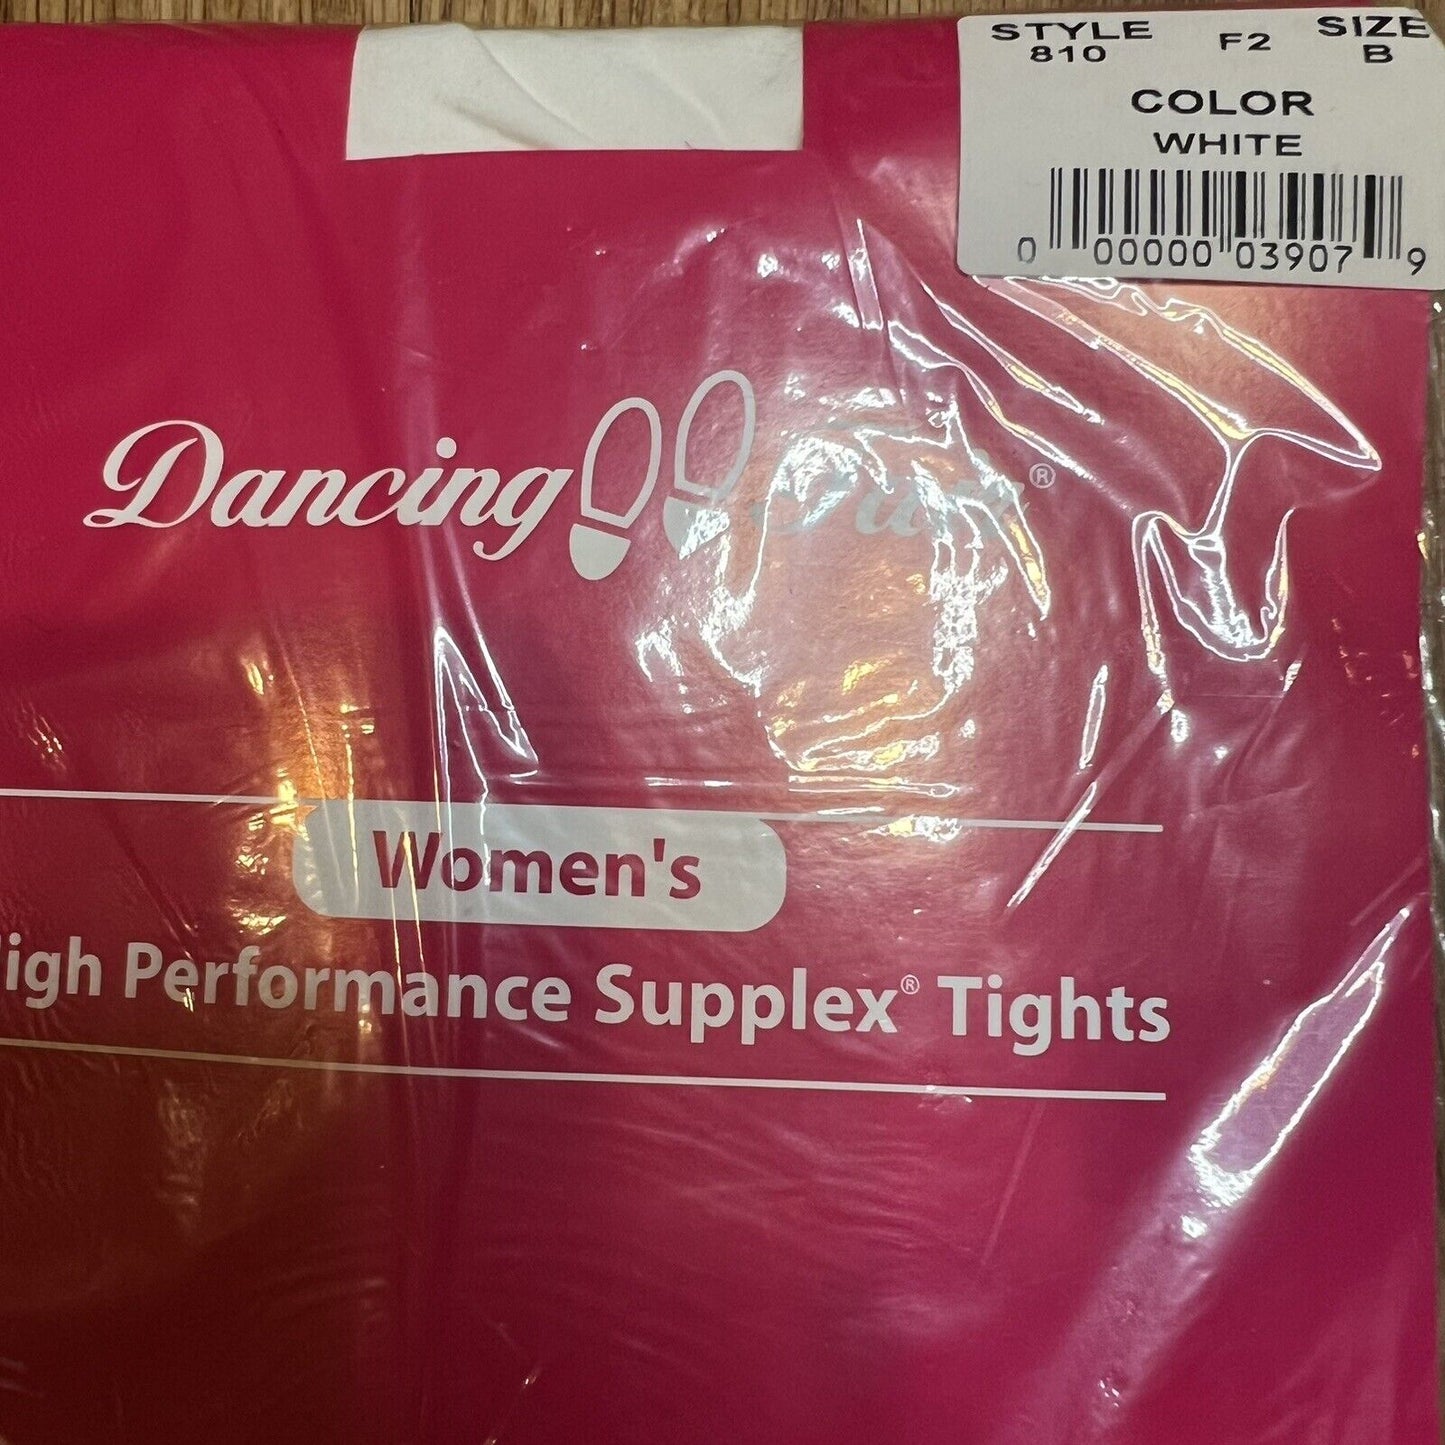 STYLE F2 SIZE
810 B
COLOR
WHITE
0 00000 03907 9
Dancing ®
Women's
igh Performance Supplex® Tights